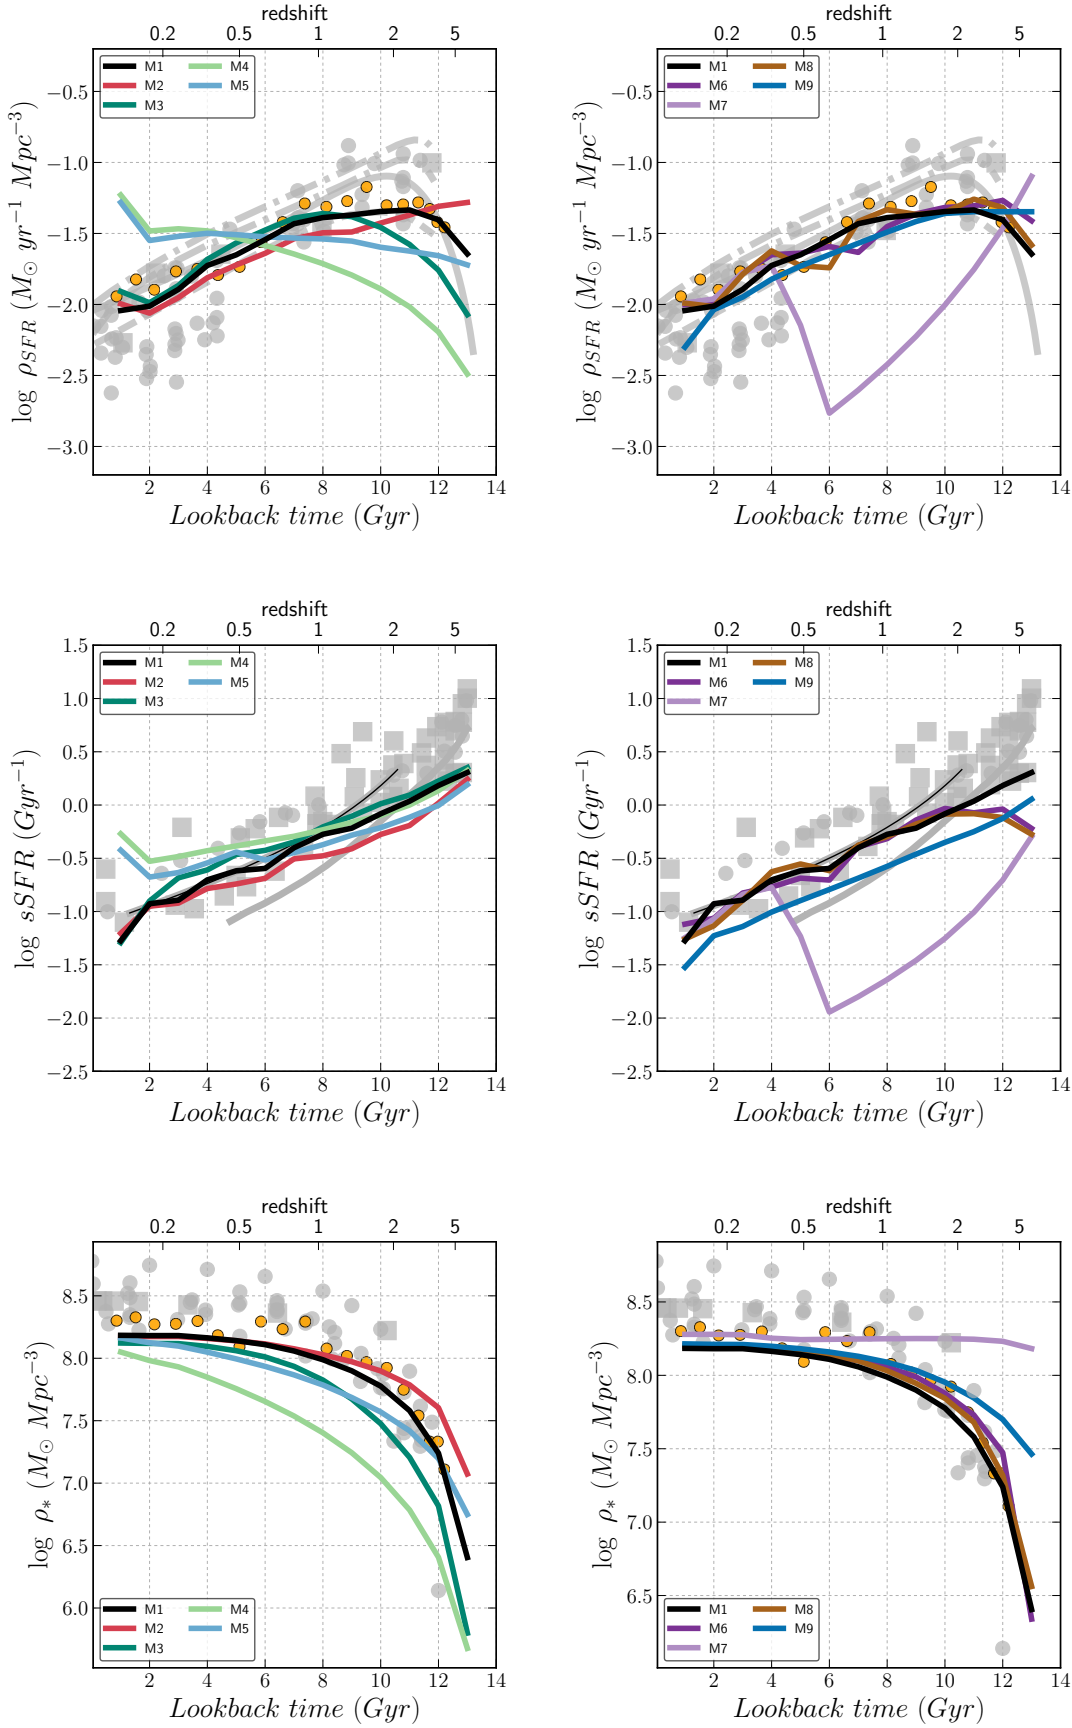 redshift
0.2 0.5 1 2 5
M1 M4
M2 M5
M3
−0.5
−1.0
−1.5
−2.0
−2.5
−3.0
log ρSFR (M⊙ yr−1 Mpc−3)
2 4 6 8 10 12 14
Lookback time (Gyr)
redshift
0.2 0.5 1 2 5
M1 M8
M6 M9
M7
−0.5
−1.0
−1.5
−2.0
−2.5
−3.0
log ρSFR (M⊙ yr−1 Mpc−3)
2 4 6 8 10 12 14
Lookback time (Gyr)
redshift
0.2 0.5 1 2 5
M1 M4
M2 M5
M3
1.5
1.0
0.5
0.0
−0.5
−1.0
−1.5
−2.0
−2.5
log sSFR (Gyr−1)
2 4 6 8 10 12 14
Lookback time (Gyr)
redshift
0.2 0.5 1 2 5
M1 M8
M6 M9
M7
1.5
1.0
0.5
0.0
−0.5
−1.0
−1.5
−2.0
−2.5
log sSFR (Gyr−1)
2 4 6 8 10 12 14
Lookback time (Gyr)
redshift
0.2 0.5 1 2 5
8.5
8.0
7.5
7.0
6.5
6.0
log ρ* (M⊙ Mpc−3)
M1 M4
M2 M5
M3
2 4 6 8 10 12 14
Lookback time (Gyr)
redshift
0.2 0.5 1 2 5
8.5
8.0
7.5
7.0
6.5
log ρ* (M⊙ Mpc−3)
M1 M8
M6 M9
M7
2 4 6 8 10 12 14
Lookback time (Gyr)